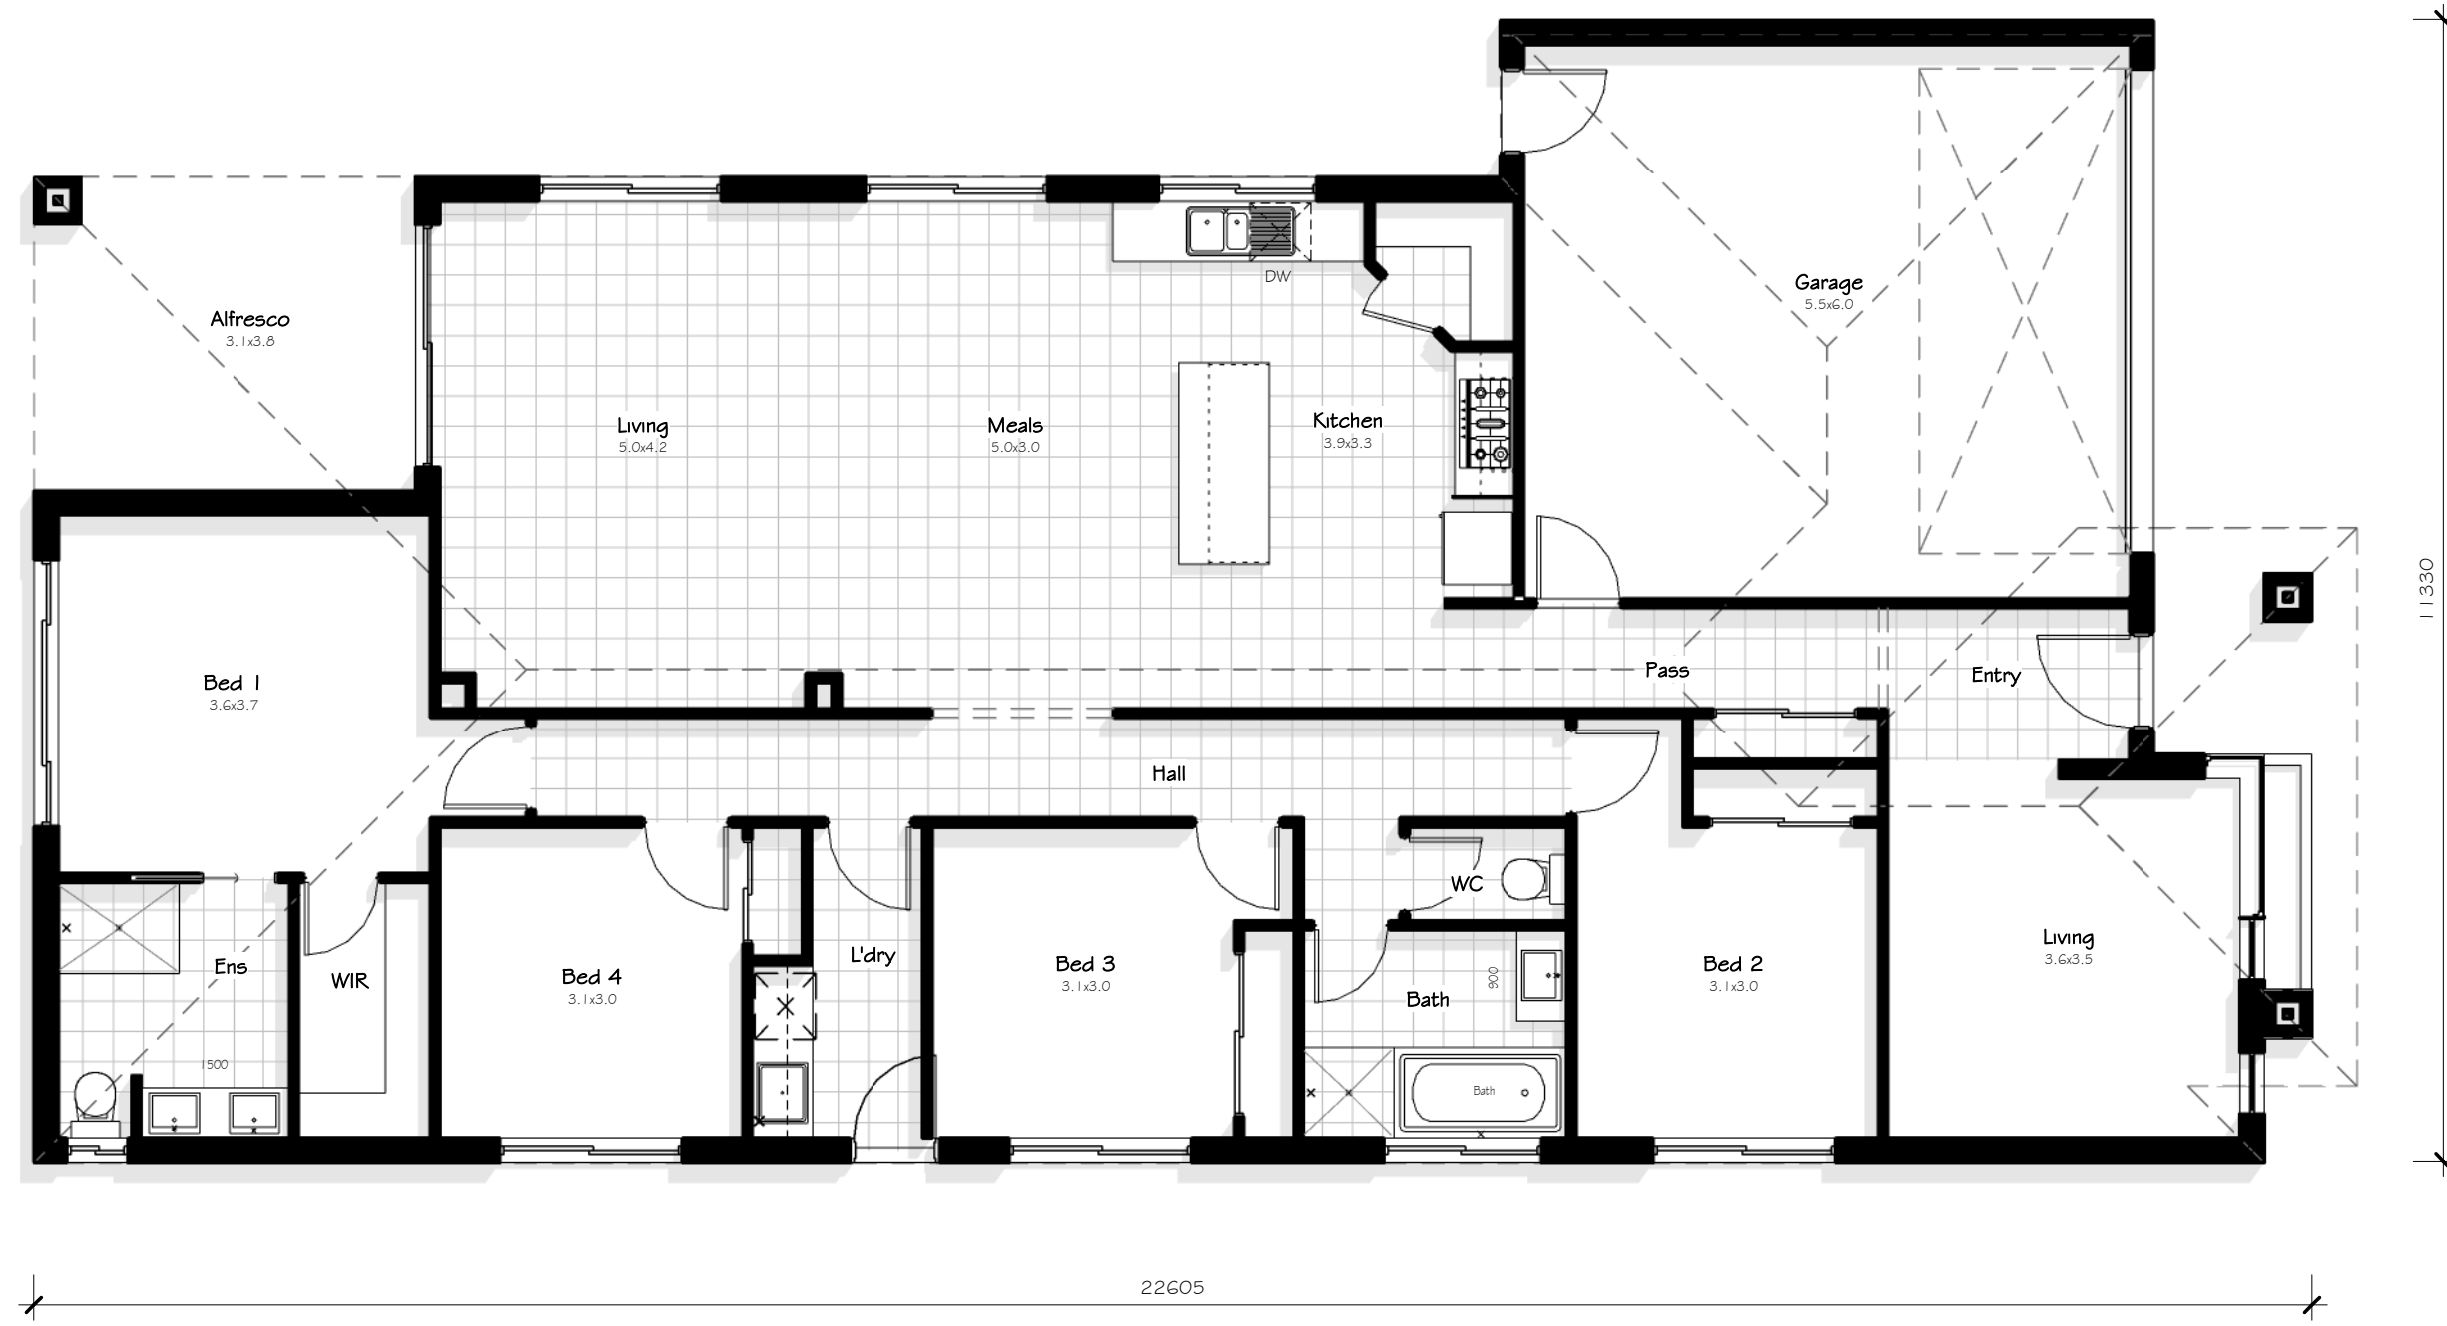 DW
Garage
5.5x6.0
Alfresco
3.1x3.8
Living
5.0x4.2
Meals
5.0x3.0
Kitchen
3.9x3.3
11330
Bed 1
3.6x3.7
Pass
Entry
Hall
WC
Living
3.6x3.5
L'dry
Ens
WIR
Bed 4
3.1x3.0
Bed 3
3.1x3.0
Bath
900
Bed 2
3.1x3.0
1500
Bath
22605